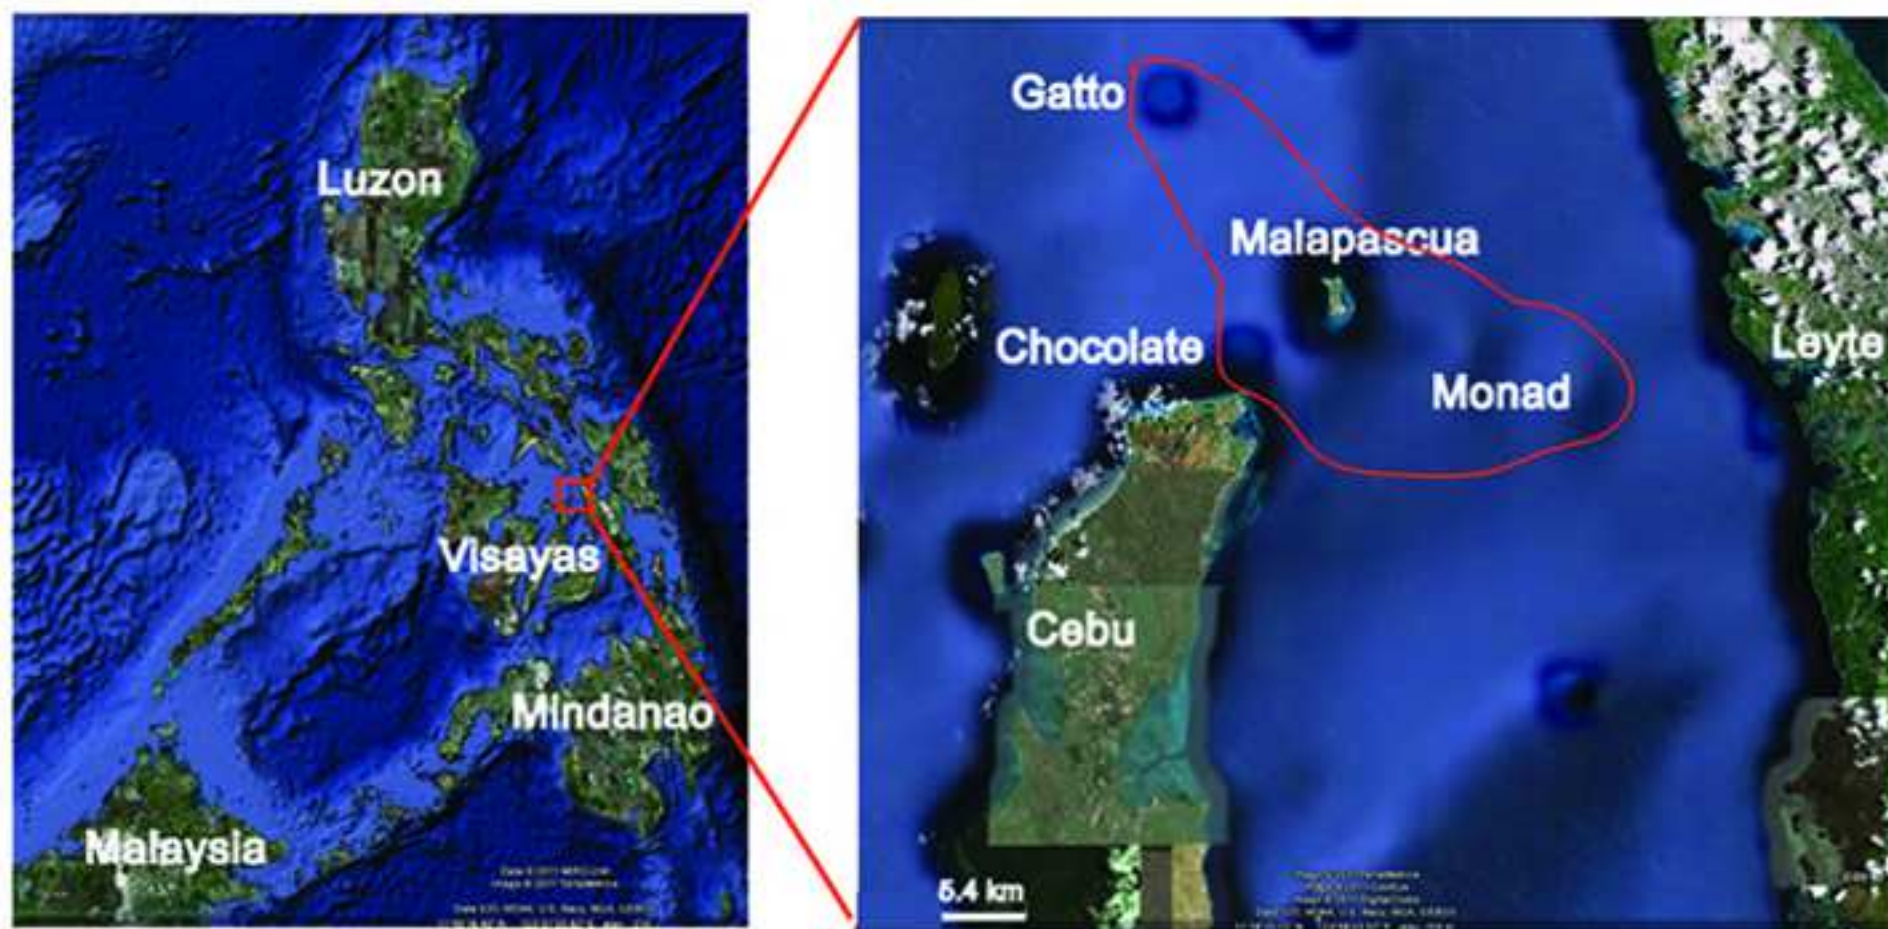 Luzon
Visayas
Mindanao
Malaysia
Gatto
Malapascua
Chocolate
Leyte
Monad
Cebu
5.4 km